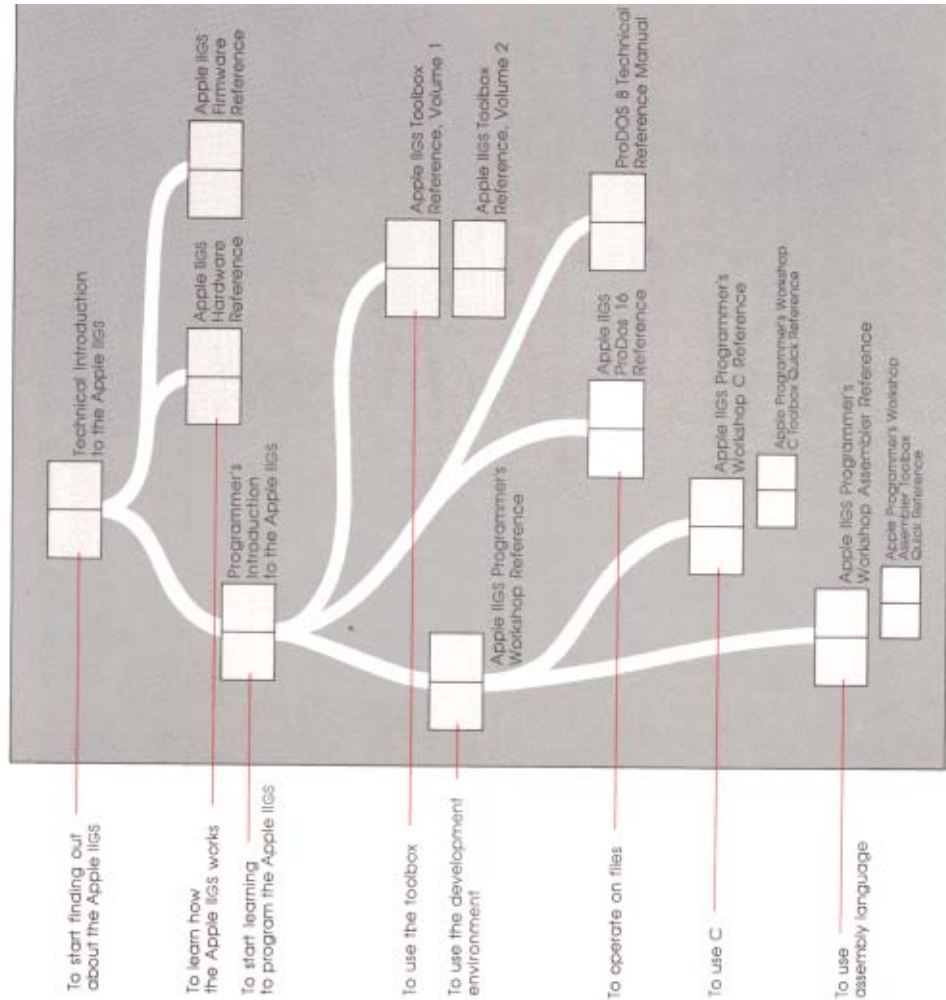 To start finding out
about the Apple IIGS
To learn how
the Apple IIGS works
To start learning
to program the Apple IIGS
To use the toolbox
To use the development
environment
To operate on files
To use C
To use
assembly language
Technical Introduction
to the Apple IIGS
Apple IIGS
Hardware
Reference
Apple IIGS
Firmware
Reference
Programmer's
Introduction
to the Apple IIGS
Apple IIGS Toolbox
Reference, Volume 1
Apple IIGS Toolbox
Reference, Volume 2
Apple IIGS Programmer's
Workshop Reference
Apple IIGS
ProDos 16
Reference
ProDOS 8 Technical
Reference Manual
Apple IIGS Programmer's
Workshop C Reference
Apple Programmer's Workshop
C Toolbox Quick Reference
Apple IIGS Programmer's
Workshop Assembler Reference
Apple Programmer's Workshop
Assembler Toolbox
Quick Reference